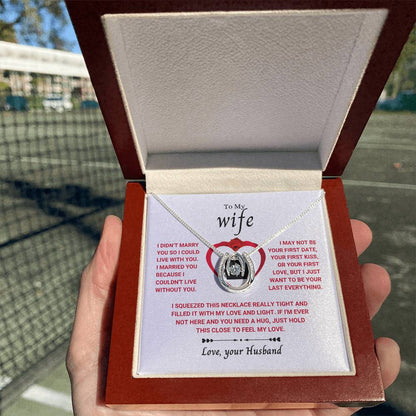 To My
wife
I DIDN'T MARRY
YOU SO I COULD
LIVE WITH YOU.
I MARRIED YOU
BECAUSE I
COULDN'T LIVE
WITHOUT YOU.
I MAY NOT BE
YOUR FIRST DATE,
YOUR FIRST KISS,
OR YOUR FIRST
LOVE, BUT I JUST
WANT TO BE YOUR
LAST EVERYTHING.
I SQUEEZED THIS NECKLACE REALLY TIGHT AND
FILLED IT WITH MY LOVE AND LIGHT. IF I'M EVER
NOT HERE AND YOU NEED A HUG, JUST HOLD
THIS CLOSE TO FEEL MY LOVE.
Love, your Husband